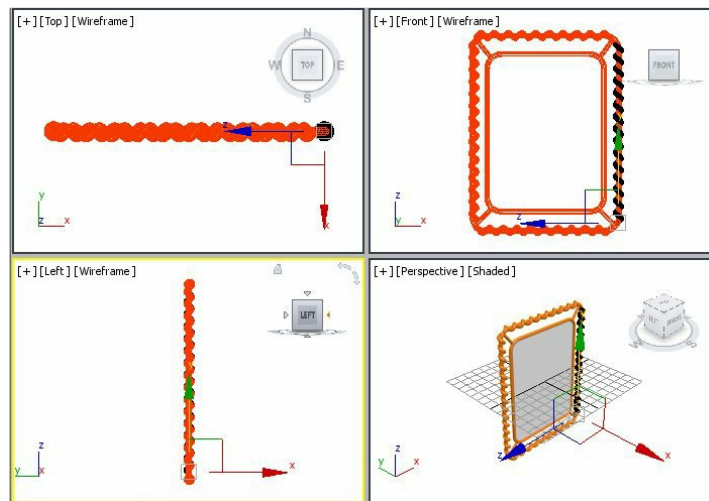 [+] [Top] [Wireframe]
N
W
TOP
E
S
z
x
y
z
x
[+] [Front] [Wireframe]
FRONT
z
z
y
x
[+] [Left] [Wireframe]
LEFT
x
z
y
x
[+] [Perspective] [Shaded]
z
x
z
y
x